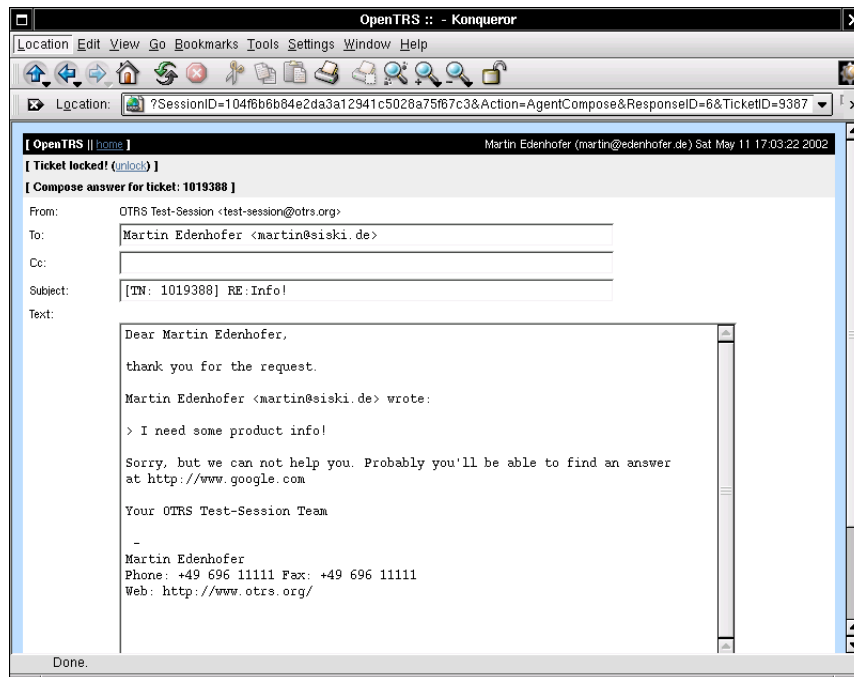 OpenTRS :: - Konqueror
Location Edit View Go Bookmarks Tools Settings Window Help
Location: ?SessionID=104f6b6b84e2da3a12941c5028a75f67c3&Action=AgentCompose&ResponseID=6&TicketID=9387
[ OpenTRS || home ] Martin Edenhofer (martin@edenhofer.de) Sat May 11 17:03:22 2002
[ Ticket locked! (unlock) ]
[ Compose answer for ticket: 1019388 ]
From: OTRS Test-Session <test-session@otrs.org>
To: Martin Edenhofer <martin@siski.de>
Cc:
Subject: [TN: 1019388] RE:Info!
Text:
Dear Martin Edenhofer,
thank you for the request.
Martin Edenhofer <martin@siski.de> wrote:
> I need some product info!
Sorry, but we can not help you. Probably you'll be able to find an answer
at http://www.google.com
Your OTRS Test-Session Team
-
Martin Edenhofer
Phone: +49 696 11111 Fax: +49 696 11111
Web: http://www.otrs.org/
Done.